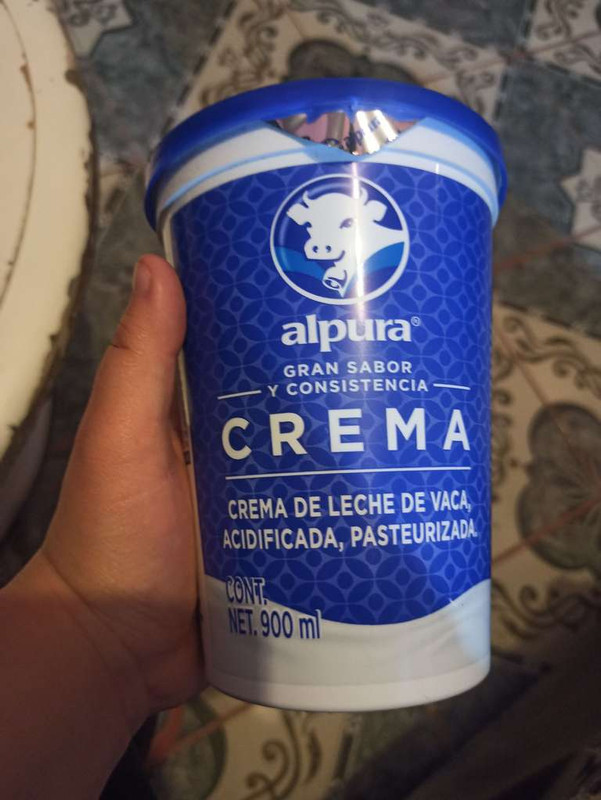 alpura®
GRAN SABOR
Y CONSISTENCIA
CREMA
CREMA DE LECHE DE VACA,
ACIDIFICADA, PASTEURIZADA.
CONT.
NET. 900 ml